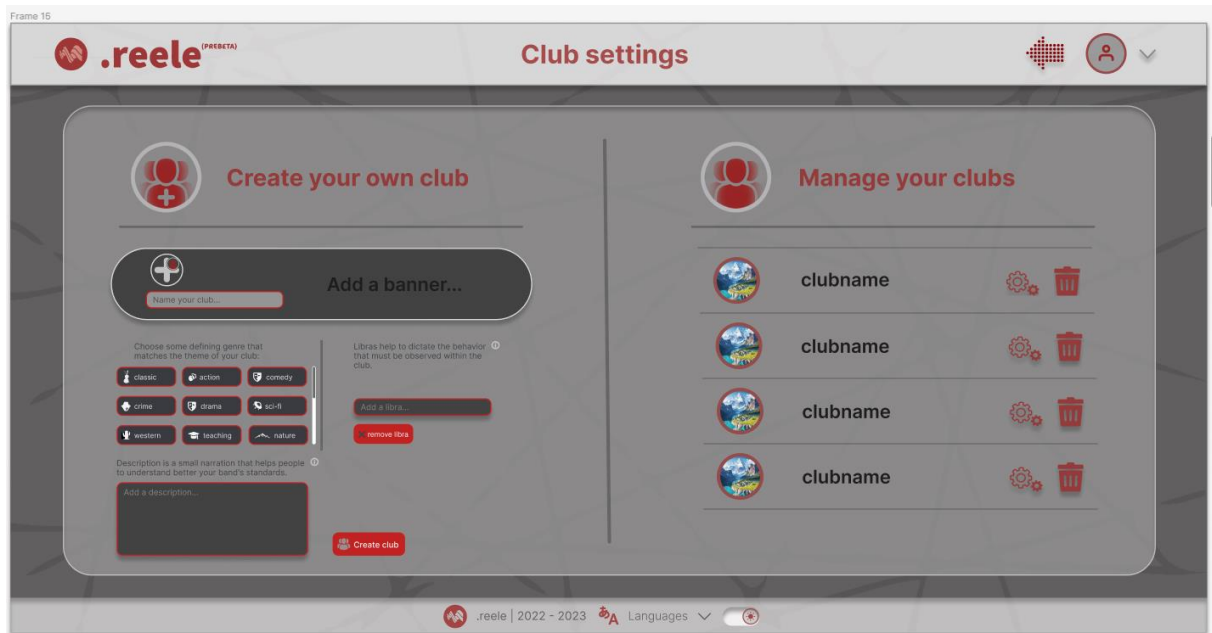 Frame 15
.reele (PREBETA)
Club settings
Create your own club
Add a banner...
Name your club...
Choose some defining genre that
matches the theme of your club:
classic
action
comedy
crime
drama
sci-fi
western
teaching
nature
Libras help to dictate the behavior
that must be observed within the
club.
Add a libra...
remove libra
Description is a small narration that helps people
to understand better your band's standards.
Add a description...
Create club
Manage your clubs
clubname
clubname
clubname
clubname
.reele | 2022 - 2023 Languages